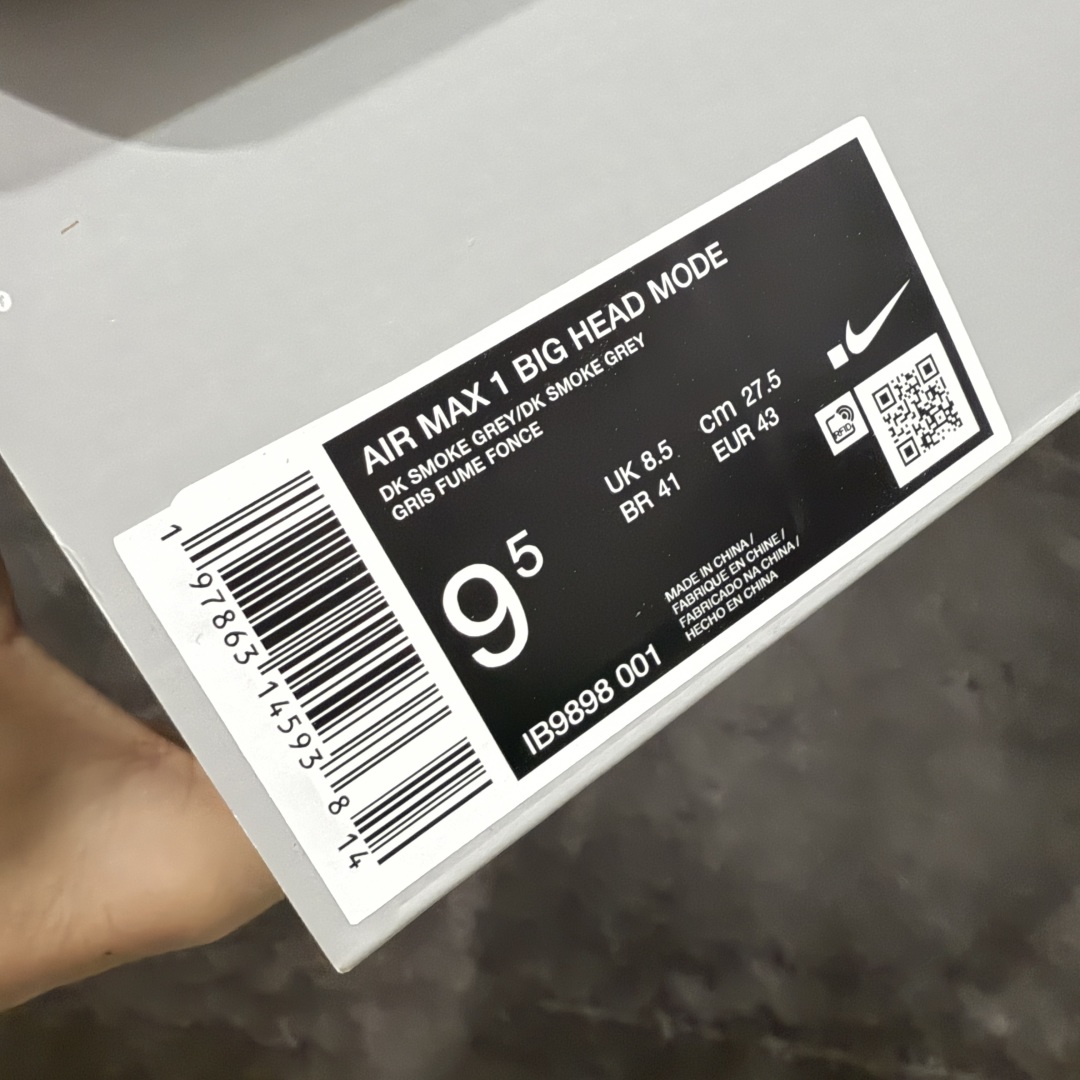 AIR MAX 1 BIG HEAD MODE
DK SMOKE GREY/DK SMOKE GREY
GRIS FUME FONCE
9 5
UK 8.5
cm 27.5
BR 41
EUR 43
RFID
MADE IN CHINA /
FABRIQUE EN CHINE /
FABRICADO NA CHINA /
HECHO EN CHINA
IB9898 001
1 97863 14593 8 14